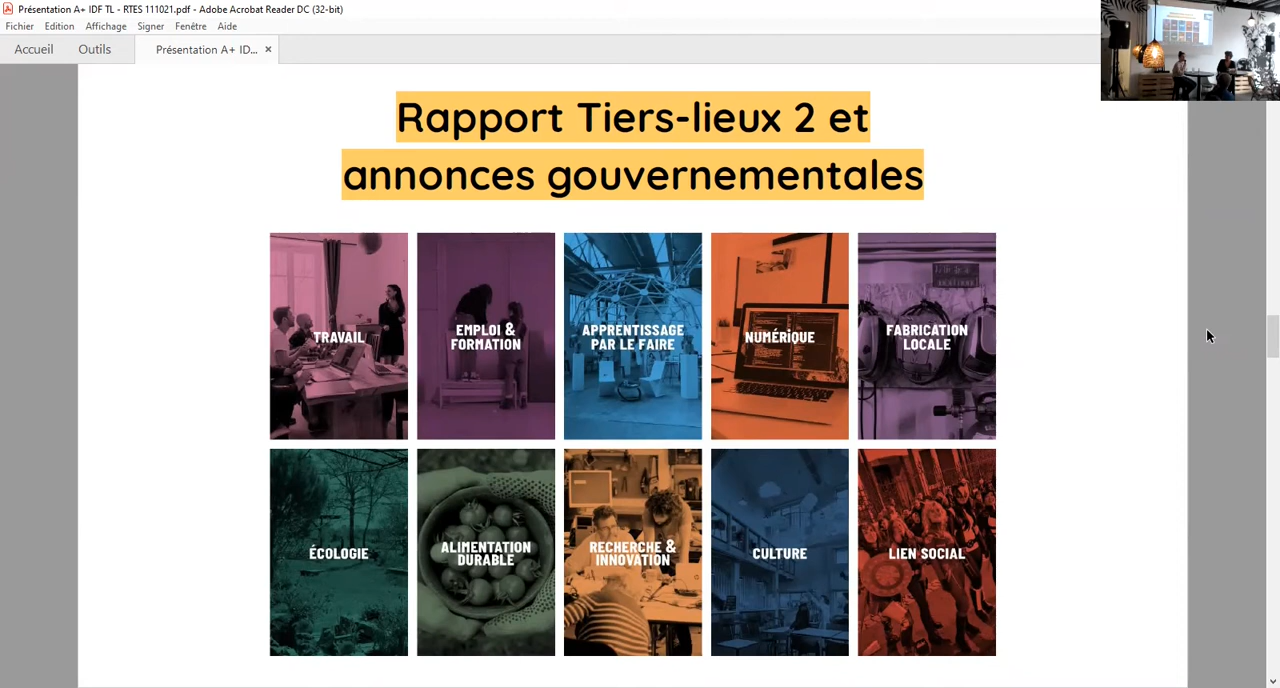 Présentation A+ IDF TL - RTES 111021.pdf - Adobe Acrobat Reader DC (32-bit)
Fichier Edition Affichage Signer Fenêtre Aide
Accueil Outils Présentation A+ ID... ×
Rapport Tiers-lieux 2 et
annonces gouvernementales
TRAVAIL
EMPLOI &
FORMATION
APPRENTISSAGE
PAR LE FAIRE
NUMÉRIQUE
FABRICATION
LOCALE
ÉCOLOGIE
ALIMENTATION
DURABLE
RECHERCHE &
INNOVATION
CULTURE
LIEN SOCIAL